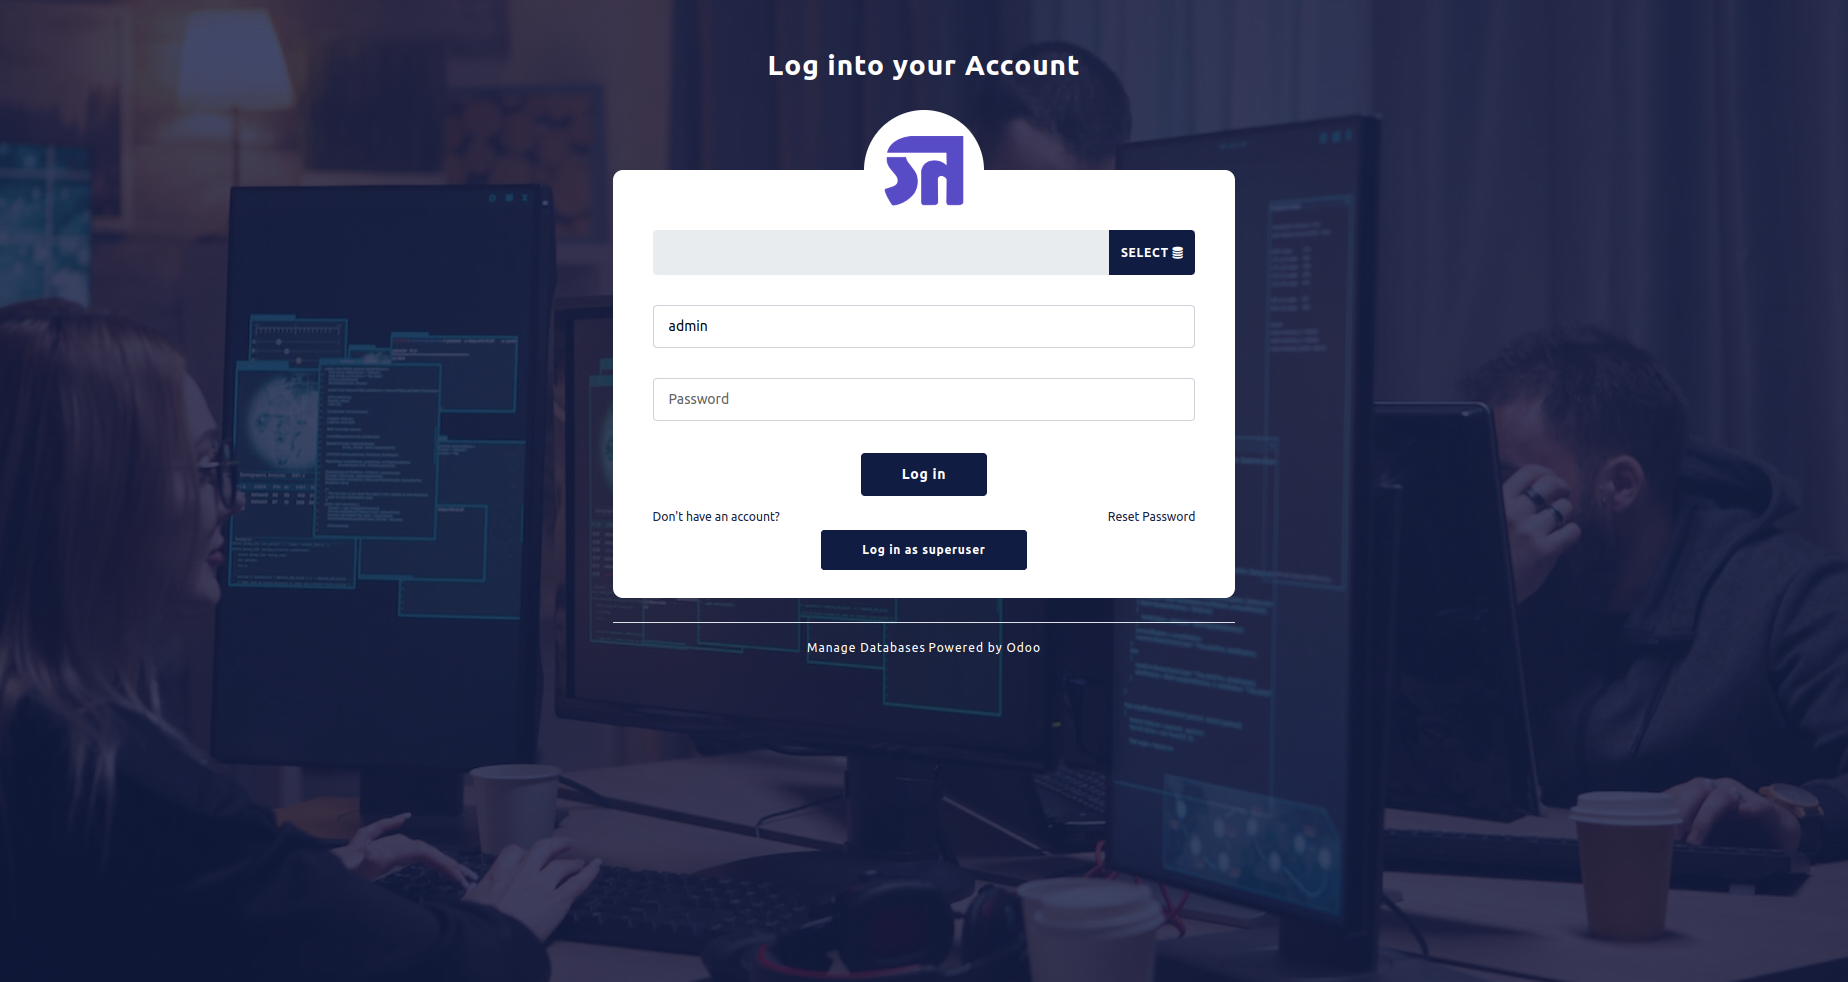 Log into your Account
SELECT
admin
Password
Log in
Don't have an account?
Reset Password
Log in as superuser
Manage Databases Powered by Odoo